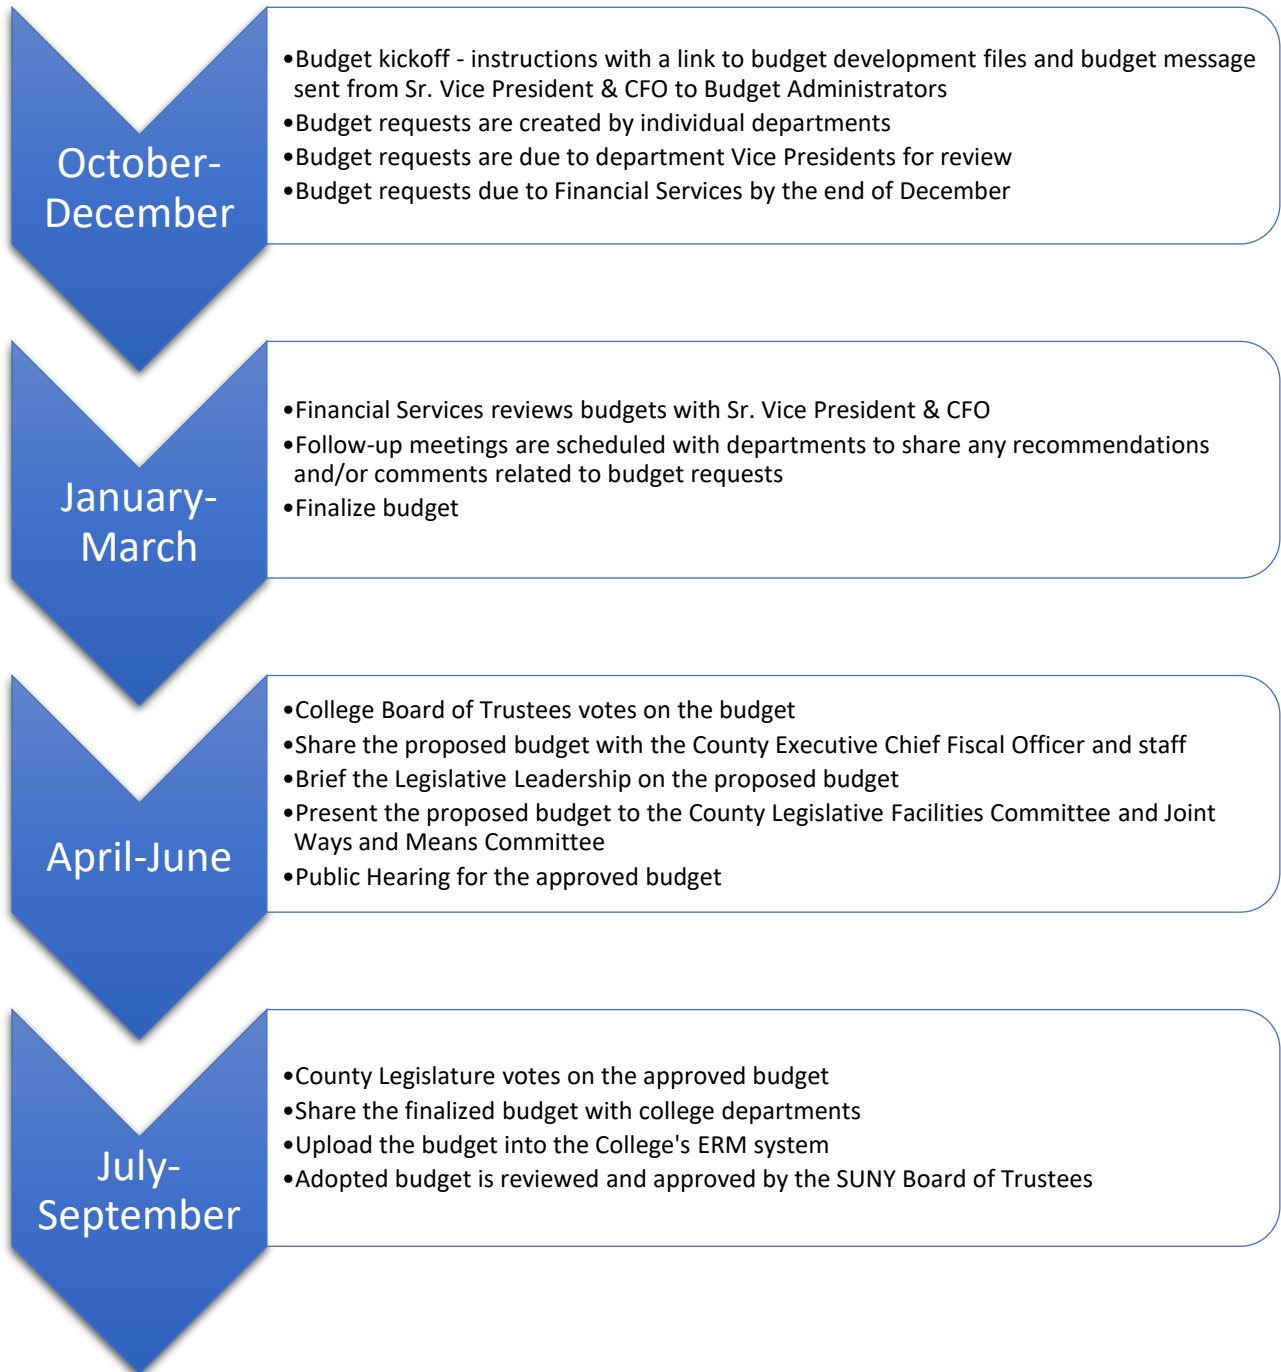 October-
December
•Budget kickoff - instructions with a link to budget development files and budget message
sent from Sr. Vice President & CFO to Budget Administrators
•Budget requests are created by individual departments
•Budget requests are due to department Vice Presidents for review
•Budget requests due to Financial Services by the end of December
January-
March
•Financial Services reviews budgets with Sr. Vice President & CFO
•Follow-up meetings are scheduled with departments to share any recommendations
and/or comments related to budget requests
•Finalize budget
April-June
•College Board of Trustees votes on the budget
•Share the proposed budget with the County Executive Chief Fiscal Officer and staff
•Brief the Legislative Leadership on the proposed budget
•Present the proposed budget to the County Legislative Facilities Committee and Joint
Ways and Means Committee
•Public Hearing for the approved budget
July-
September
•County Legislature votes on the approved budget
•Share the finalized budget with college departments
•Upload the budget into the College's ERM system
•Adopted budget is reviewed and approved by the SUNY Board of Trustees